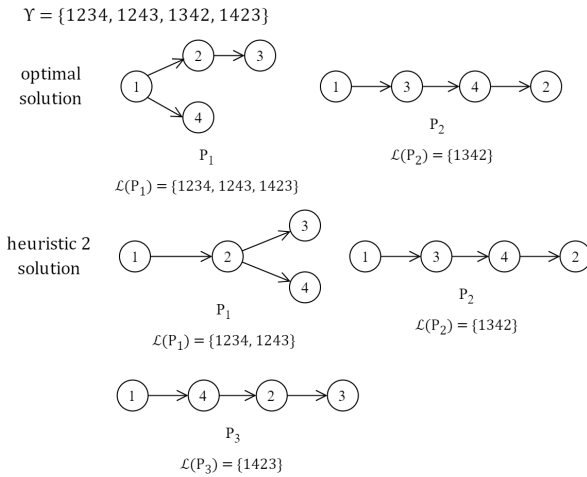 ϒ = {1234, 1243, 1342, 1423}
optimal
solution
1 2 3 4
P₁
ℒ(P₁) = {1234, 1243, 1423}
1 3 4 2
P₂
ℒ(P₂) = {1342}
heuristic 2
solution
1 2 3 4
P₁
ℒ(P₁) = {1234, 1243}
1 3 4 2
P₂
ℒ(P₂) = {1342}
1 4 2 3
P₃
ℒ(P₃) = {1423}